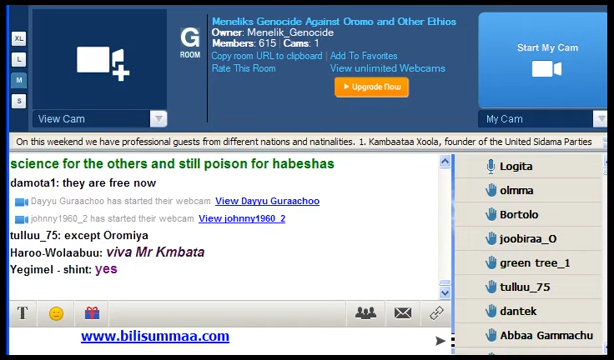 XL
L
M
S
View Cam
G
ROOM
Meneliks Genocide Against Oromo and Other Ethios
Owner: Menelik_Genocide
Members: 615 | Cams: 1
Copy room URL to clipboard | Add To Favorites
Rate This Room View unlimited Webcams
Upgrade Now
Start My Cam
My Cam
On this weekend we have professional guests from different nations and natinalities. 1. Kambaataa Xoola, founder of the United Sidama Parties
science for the others and still poison for habeshas
damota1: they are free now
Dayyu Guraachoo has started their webcam View Dayyu Guraachoo
johnny1960_2 has started their webcam View johnny1960_2
tulluu_75: except Oromiya
Haroo-Wolaabuu: viva Mr Kmbata
Yegimel - shint: yes
T
www.bilisummaa.com
Logita
olmma
Bortolo
joobiraa_O
green tree_1
tulluu_75
dantek
Abbaa Gammachu